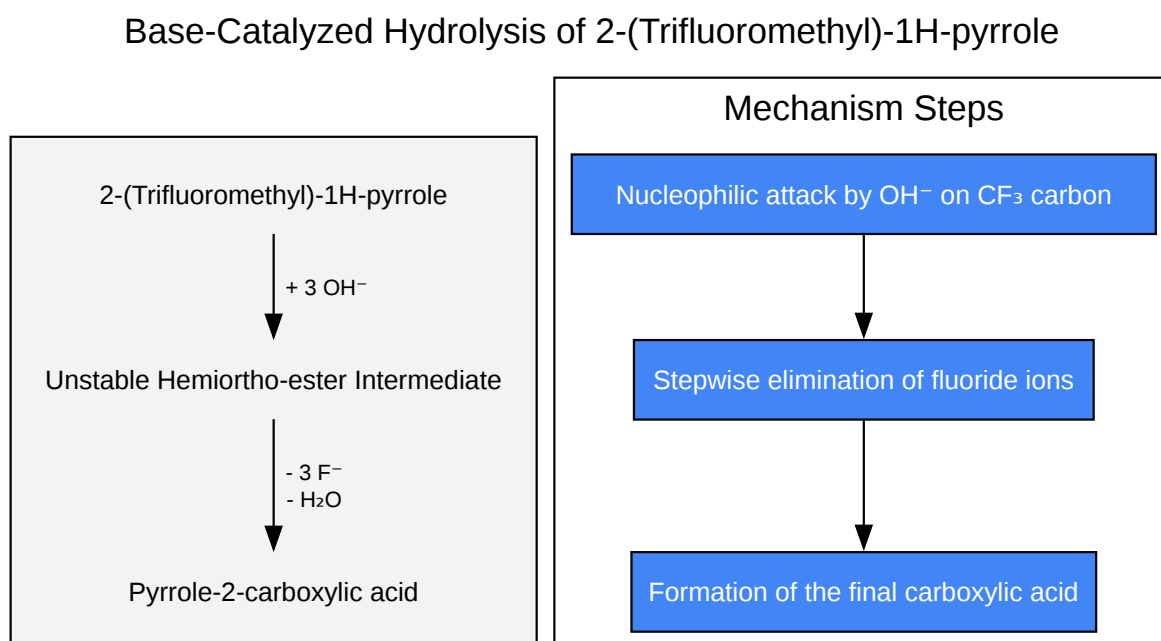 Base-Catalyzed Hydrolysis of 2-(Trifluoromethyl)-1H-pyrrole
2-(Trifluoromethyl)-1H-pyrrole
+ 3 OH⁻
Unstable Hemiortho-ester Intermediate
- 3 F⁻
- H₂O
Pyrrole-2-carboxylic acid
Mechanism Steps
Nucleophilic attack by OH⁻ on CF₃ carbon
Stepwise elimination of fluoride ions
Formation of the final carboxylic acid